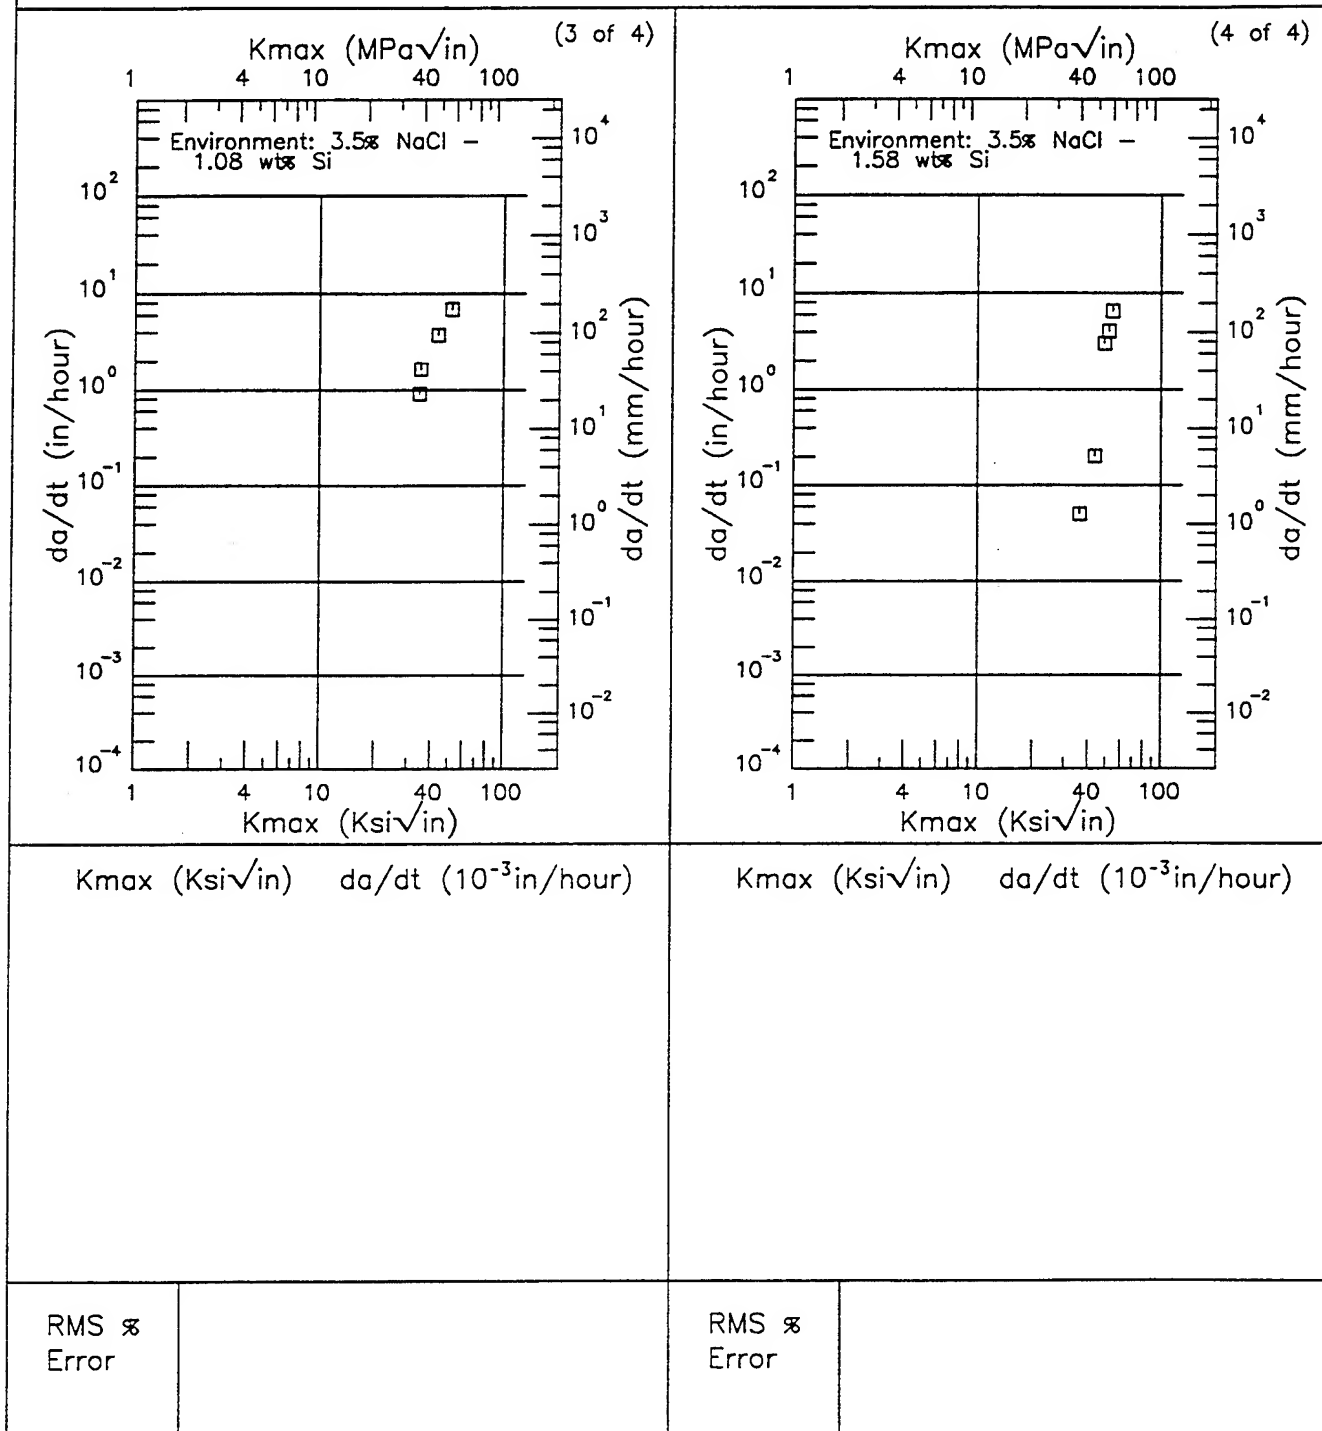 (3 of 4)
Kmax (MPa√in)
1 4 10 40 100
Environment: 3.5% NaCl –
1.08 wt% Si
10² 10¹ 10⁰ 10⁻¹ 10⁻² 10⁻³ 10⁻⁴
da/dt (in/hour)
10⁴ 10³ 10² 10¹ 10⁰ 10⁻¹ 10⁻²
da/dt (mm/hour)
1 4 10 40 100
Kmax (Ksi√in)
(4 of 4)
Kmax (MPa√in)
1 4 10 40 100
Environment: 3.5% NaCl –
1.58 wt% Si
10² 10¹ 10⁰ 10⁻¹ 10⁻² 10⁻³ 10⁻⁴
da/dt (in/hour)
10⁴ 10³ 10² 10¹ 10⁰ 10⁻¹ 10⁻²
da/dt (mm/hour)
1 4 10 40 100
Kmax (Ksi√in)
Kmax (Ksi√in) da/dt (10⁻³in/hour)
Kmax (Ksi√in) da/dt (10⁻³in/hour)
RMS %
Error
RMS %
Error